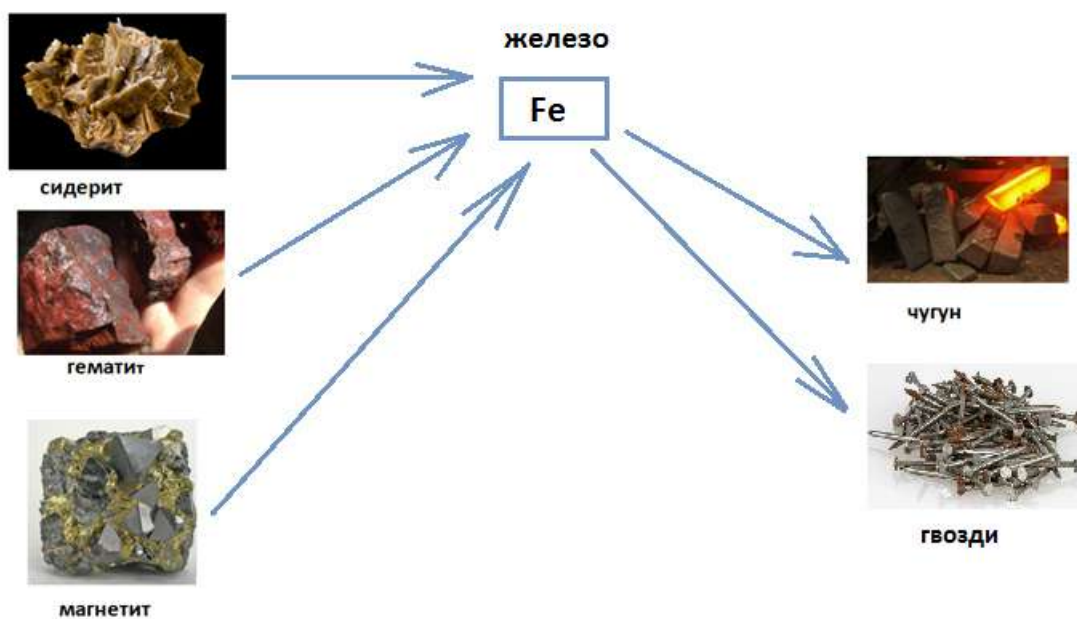 железо
Fe
сидерит
гематит
магнетит
чугун
гвозди